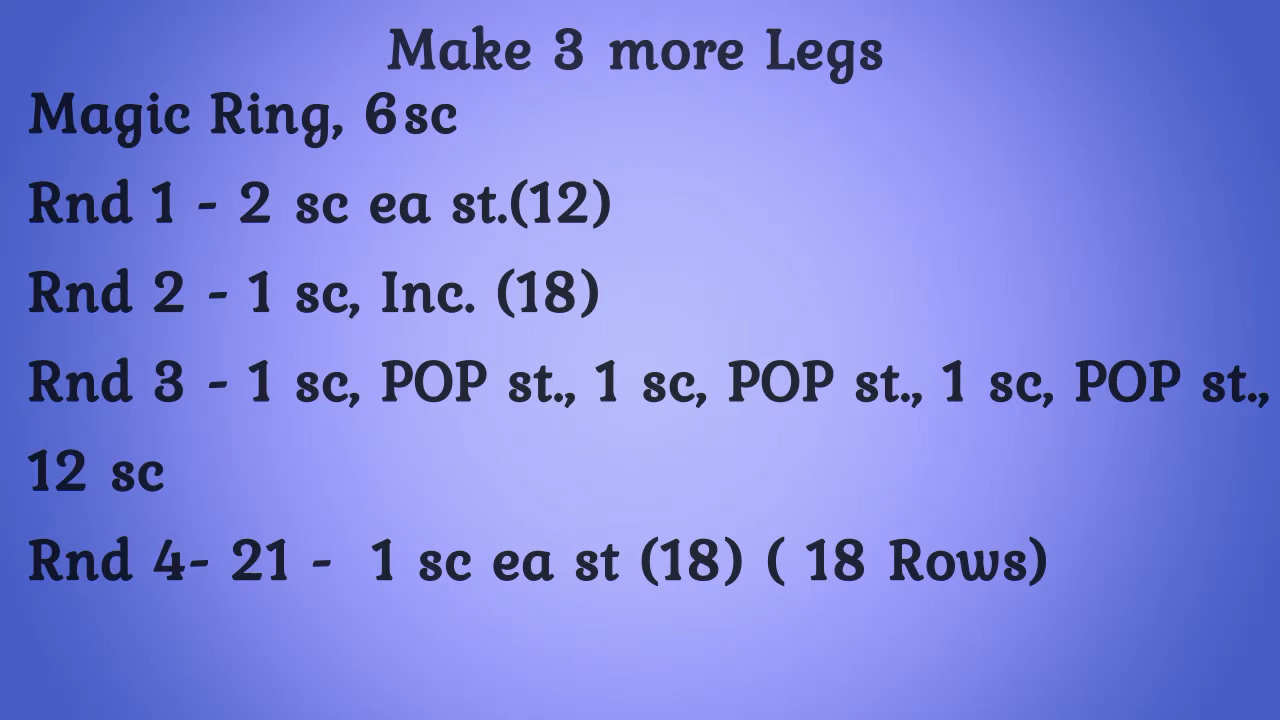 Make 3 more Legs
Magic Ring, 6sc
Rnd 1 - 2 sc ea st.(12)
Rnd 2 - 1 sc, Inc. (18)
Rnd 3 - 1 sc, POP st., 1 sc, POP st., 1 sc, POP st.,
12 sc
Rnd 4- 21 - 1 sc ea st (18) ( 18 Rows)